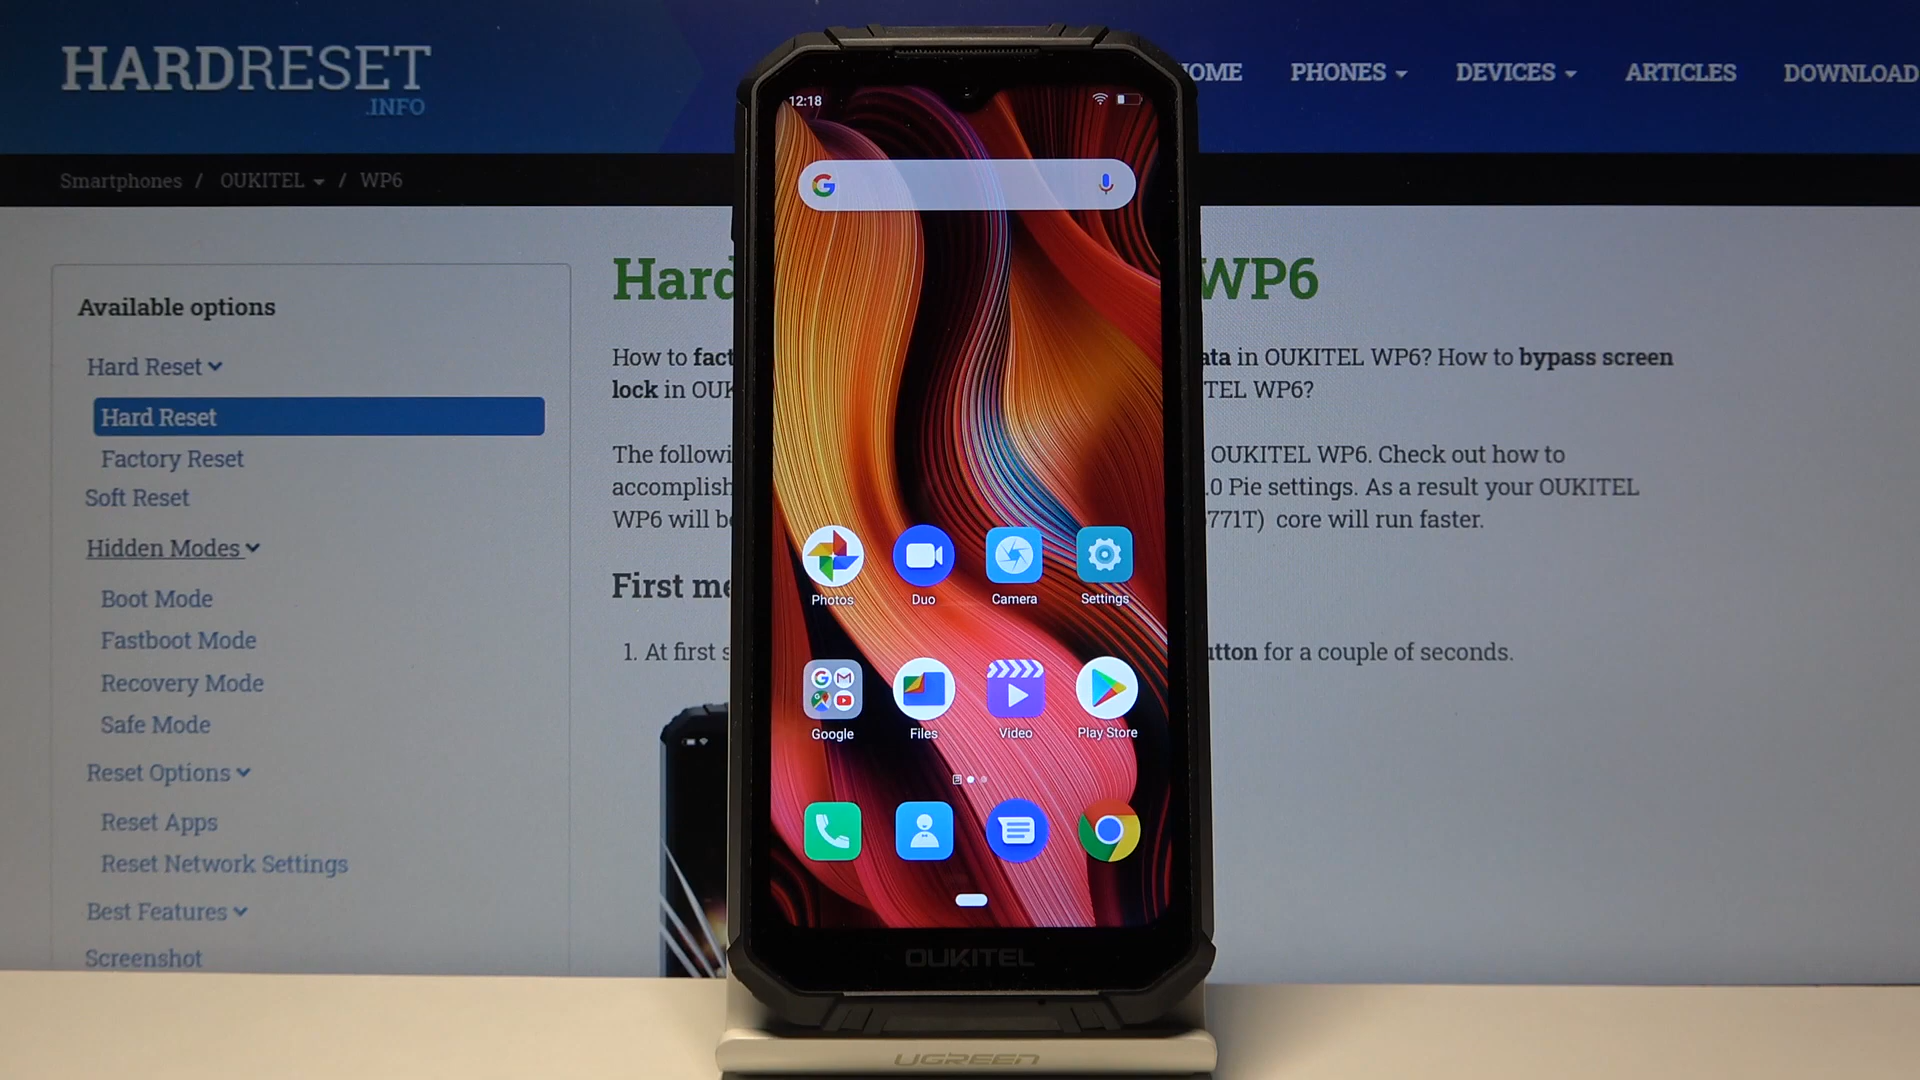 HARDRESET
.INFO
HOME PHONES DEVICES ARTICLES DOWNLOAD
Smartphones / OUKITEL / WP6
Available options
Hard Reset
Hard Reset
Factory Reset
Soft Reset
Hidden Modes
Boot Mode
Fastboot Mode
Recovery Mode
Safe Mode
Reset Options
Reset Apps
Reset Network Settings
Best Features
Screenshot
Hard WP6
How to fact ata in OUKITEL WP6? How to bypass screen
lock in OUK TEL WP6?
The followi OUKITEL WP6. Check out how to
accomplish .0 Pie settings. As a result your OUKITEL
WP6 will be 771T) core will run faster.
First me
1. At first s utton for a couple of seconds.
12:18
Photos Duo Camera Settings
Google Files Video Play Store
OUKITEL
UGREEN